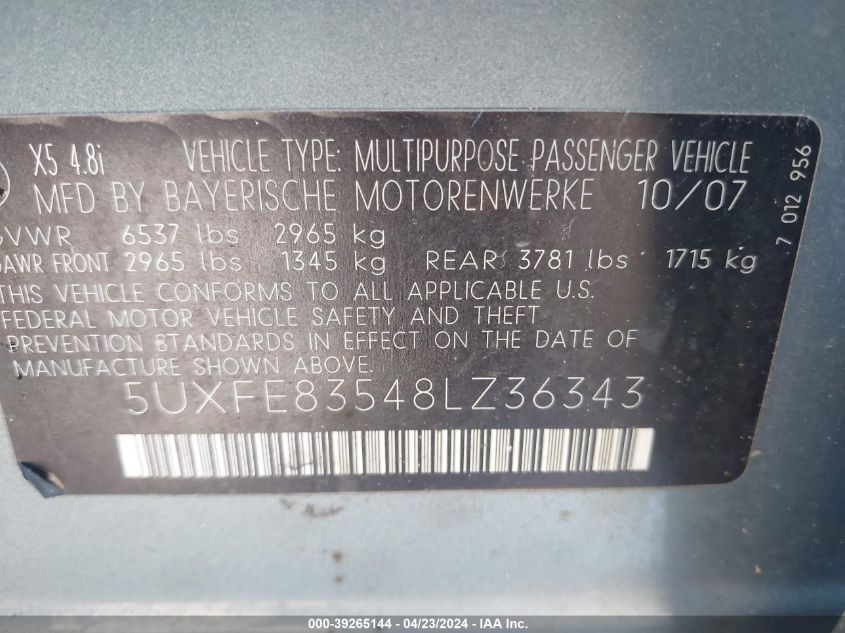 X5 4.8i VEHICLE TYPE: MULTIPURPOSE PASSENGER VEHICLE
MFD BY BAYERISCHE MOTORENWERKE 10/07
GVWR 6537 lbs 2965 kg
GAWR FRONT 2965 lbs 1345 kg REAR 3781 lbs 1715 kg
THIS VEHICLE CONFORMS TO ALL APPLICABLE U.S.
FEDERAL MOTOR VEHICLE SAFETY AND THEFT
PREVENTION STANDARDS IN EFFECT ON THE DATE OF
MANUFACTURE SHOWN ABOVE.
5UXFE83548LZ36343
7 012 956
000-39265144 - 04/23/2024 - IAA Inc.